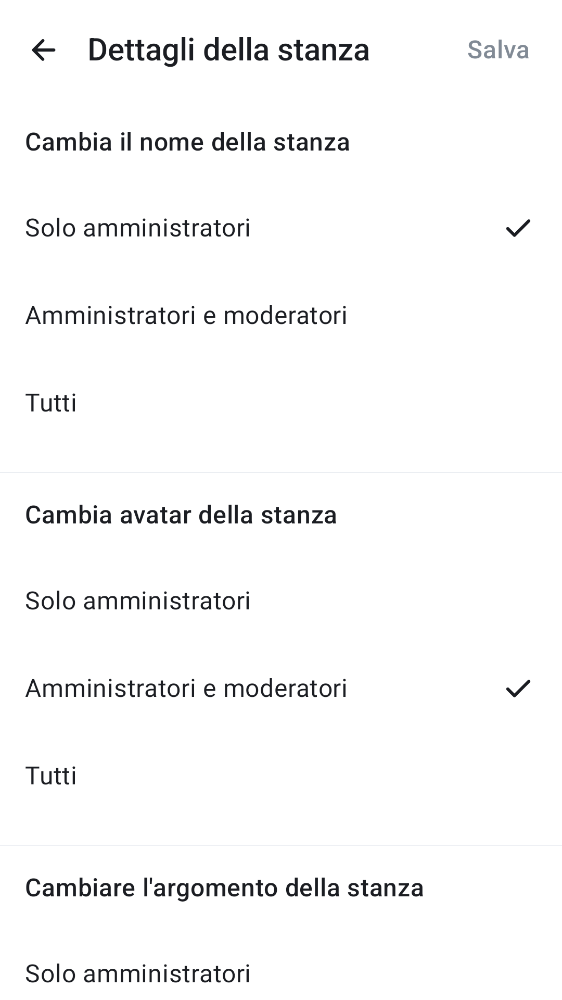 Dettagli della stanza
Salva
Cambia il nome della stanza
Solo amministratori
Amministratori e moderatori
Tutti
Cambia avatar della stanza
Solo amministratori
Amministratori e moderatori
Tutti
Cambiare l'argomento della stanza
Solo amministratori